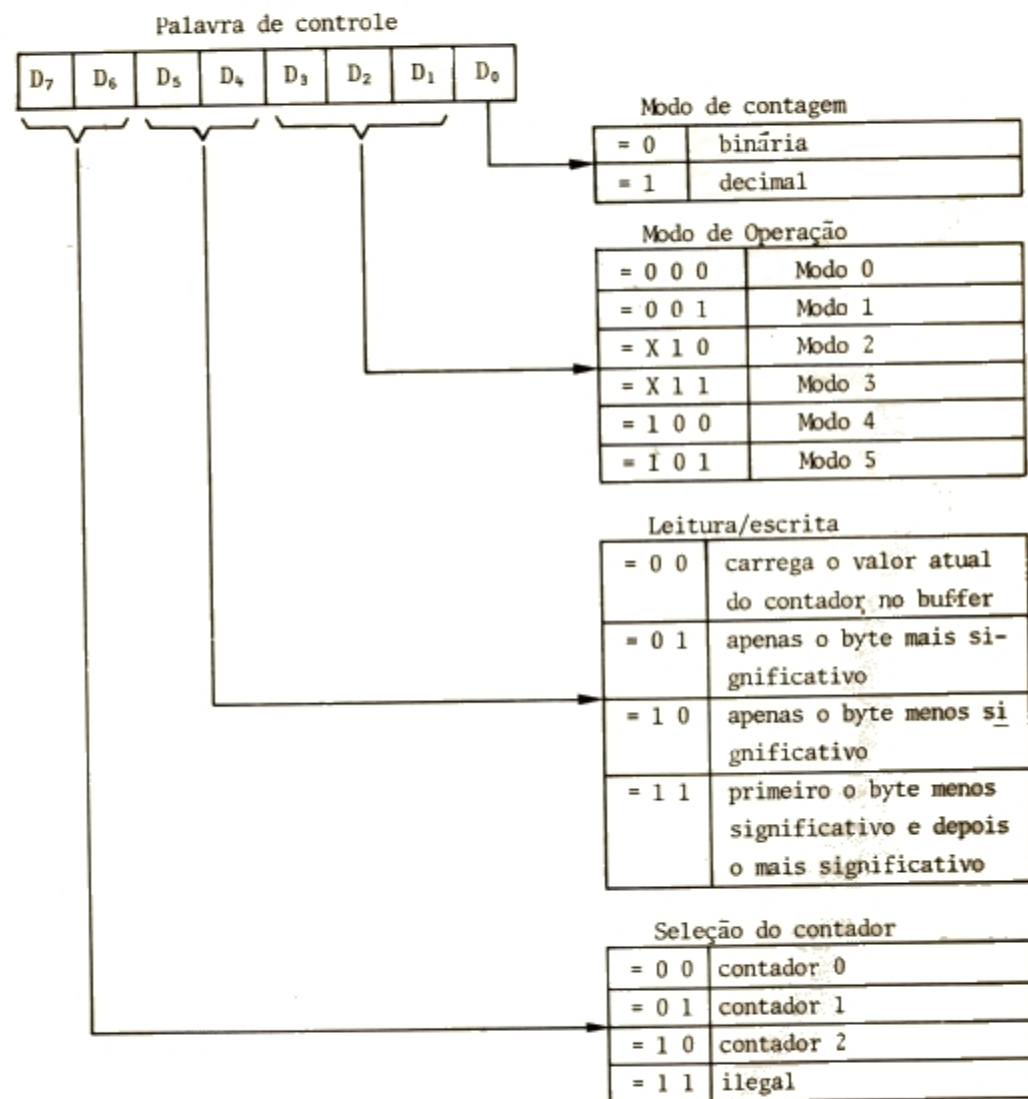 Palavra de controle
D₇ D₆ D₅ D₄ D₃ D₂ D₁ D₀
Modo de contagem
= 0 binária
= 1 decimal
Modo de Operação
= 0 0 0 Modo 0
= 0 0 1 Modo 1
= X 1 0 Modo 2
= X 1 1 Modo 3
= 1 0 0 Modo 4
= 1 0 1 Modo 5
Leitura/escrita
= 0 0 carrega o valor atual
do contador no buffer
= 0 1 apenas o byte mais si-
gnificativo
= 1 0 apenas o byte menos si
gnificativo
= 1 1 primeiro o byte menos
significativo e depois
o mais significativo
Seleção do contador
= 0 0 contador 0
= 0 1 contador 1
= 1 0 contador 2
= 1 1 ilegal